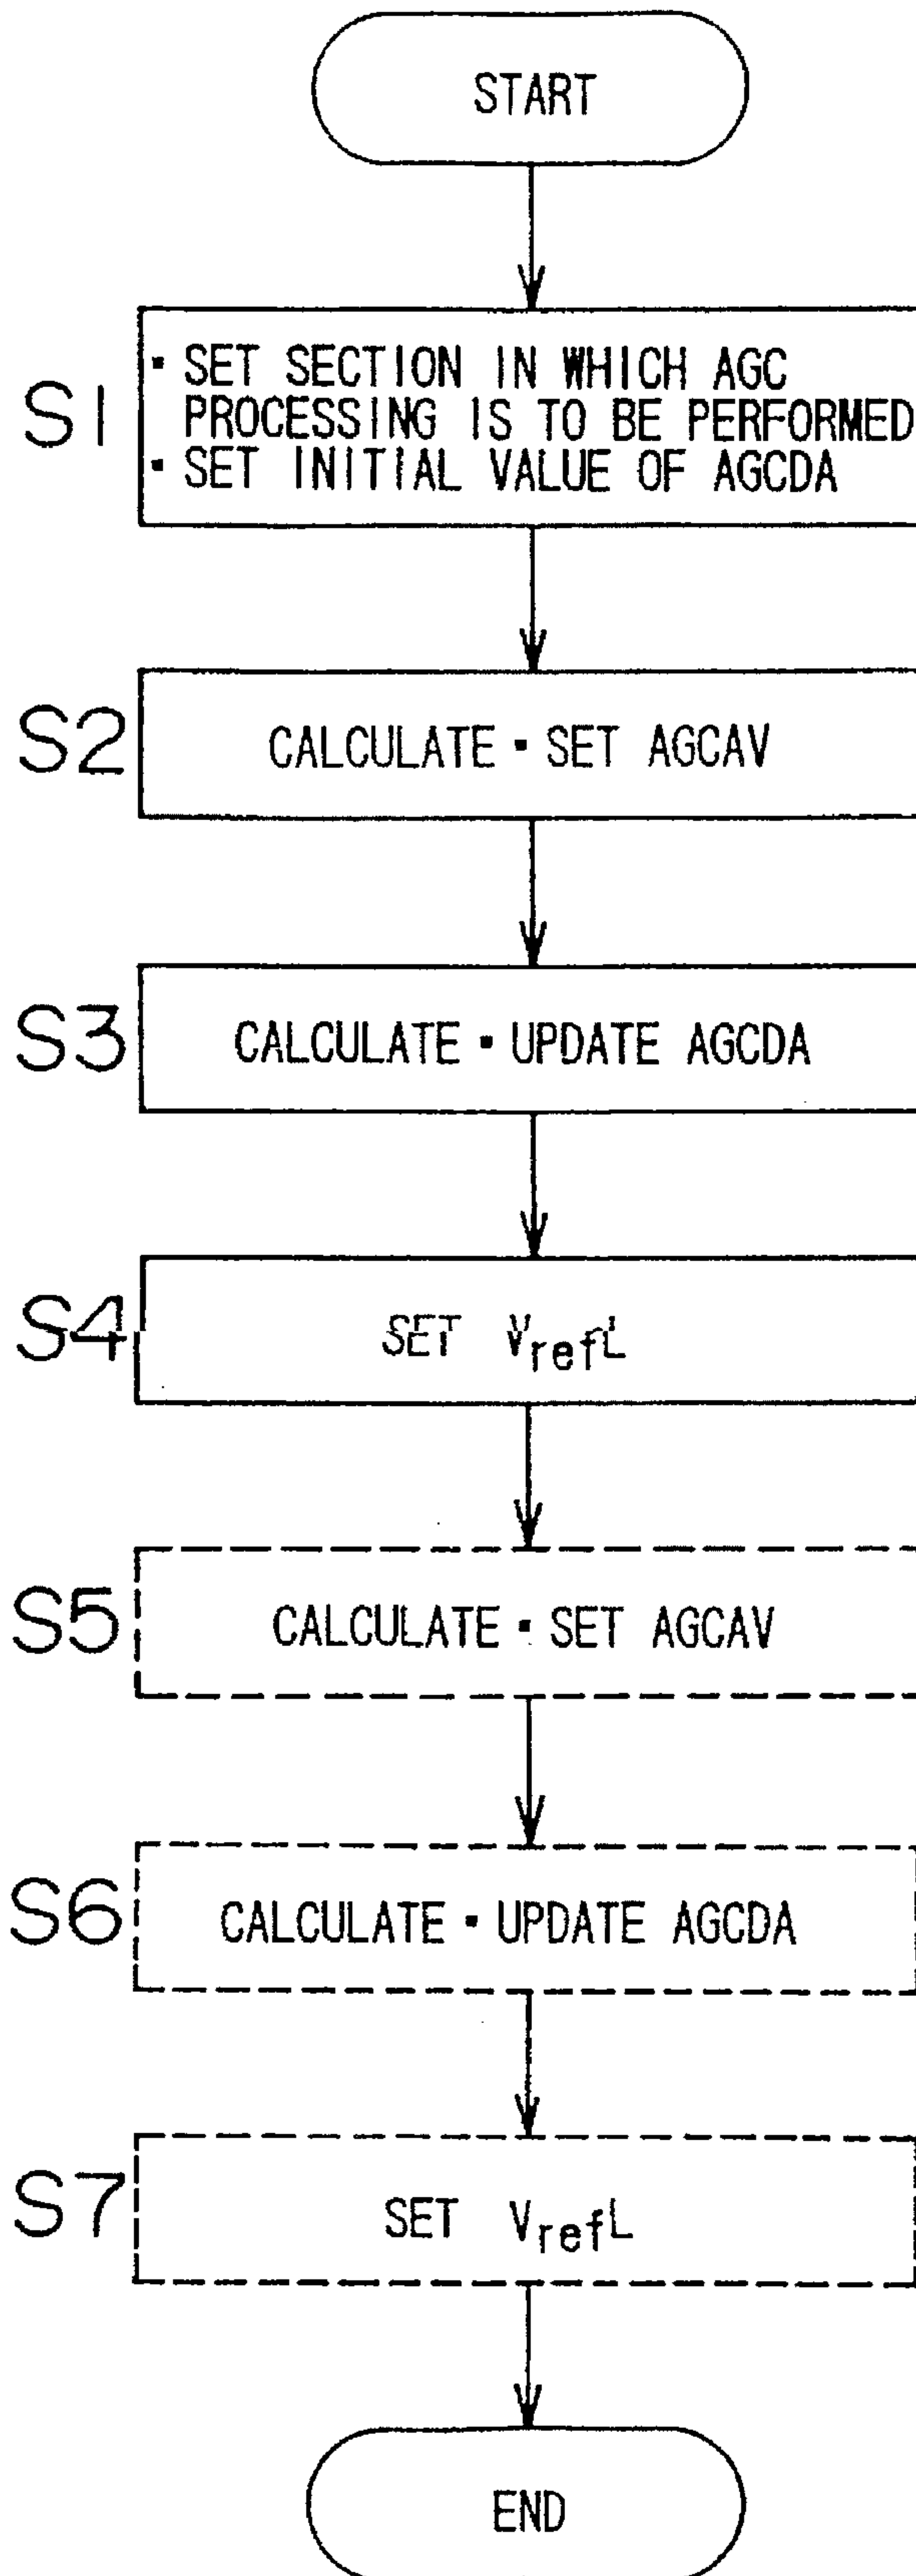 START
S1
▪ SET SECTION IN WHICH AGC
PROCESSING IS TO BE PERFORMED
▪ SET INITIAL VALUE OF AGCDA
S2
CALCULATE ▪ SET AGCAV
S3
CALCULATE ▪ UPDATE AGCDA
S4
SET VrefL
S5
CALCULATE ▪ SET AGCAV
S6
CALCULATE ▪ UPDATE AGCDA
S7
SET VrefL
END